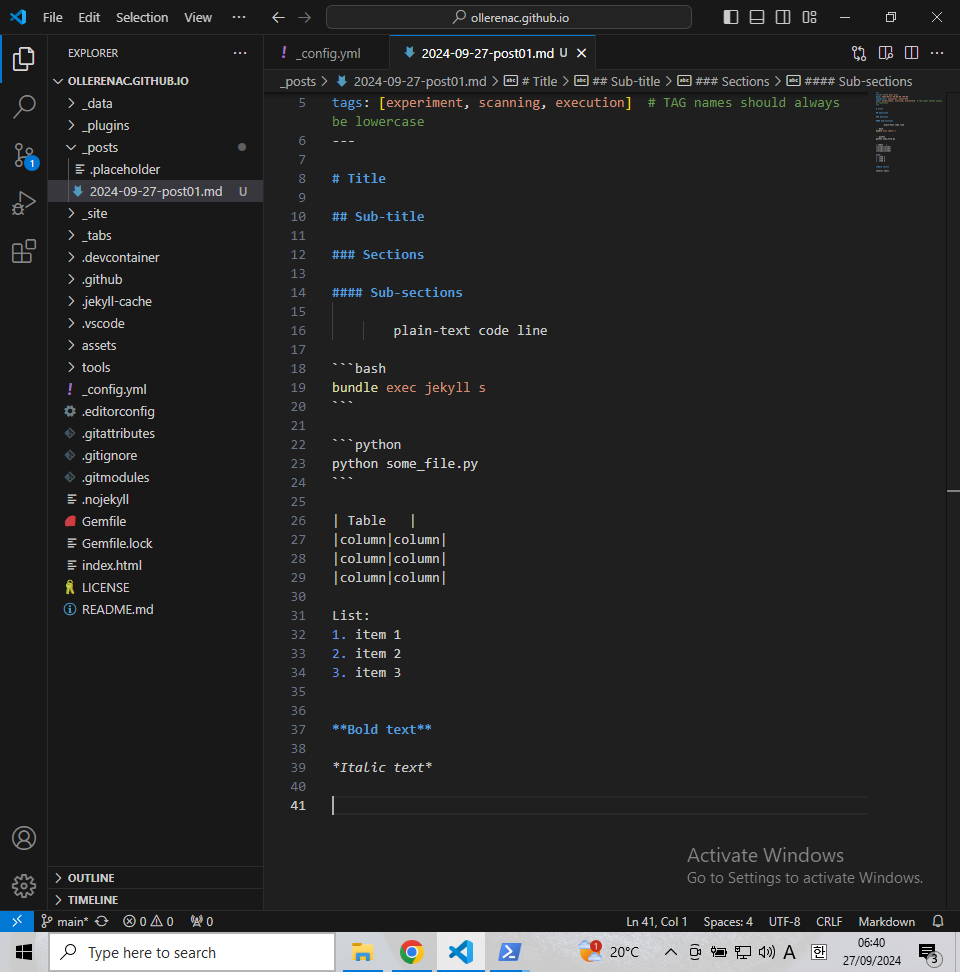 File Edit Selection View ··· ollerenac.github.io
EXPLORER ···
OLLERENAC.GITHUB.IO
_data
_plugins
_posts
.placeholder
2024-09-27-post01.md U
_site
_tabs
.devcontainer
.github
.jekyll-cache
.vscode
assets
tools
! _config.yml
.editorconfig
.gitattributes
.gitignore
.gitmodules
.nojekyll
Gemfile
Gemfile.lock
index.html
LICENSE
README.md
OUTLINE
TIMELINE
! _config.yml
2024-09-27-post01.md U
_posts > 2024-09-27-post01.md > # Title > ## Sub-title > ### Sections > #### Sub-sections
5 tags: [experiment, scanning, execution]  # TAG names should always
be lowercase
6 ---
7
8 # Title
9
10 ## Sub-title
11
12 ### Sections
13
14 #### Sub-sections
15
16         plain-text code line
17
18 ```bash
19 bundle exec jekyll s
20 ```
21
22 ```python
23 python some_file.py
24 ```
25
26 | Table   |
27 |column|column|
28 |column|column|
29 |column|column|
30
31 List:
32 1. item 1
33 2. item 2
34 3. item 3
35
36
37 **Bold text**
38
39 *Italic text*
40
41
Activate Windows
Go to Settings to activate Windows.
1
main* 0 0 0 Ln 41, Col 1 Spaces: 4 UTF-8 CRLF Markdown
Type here to search 1 20°C A 한 06:40
27/09/2024 3